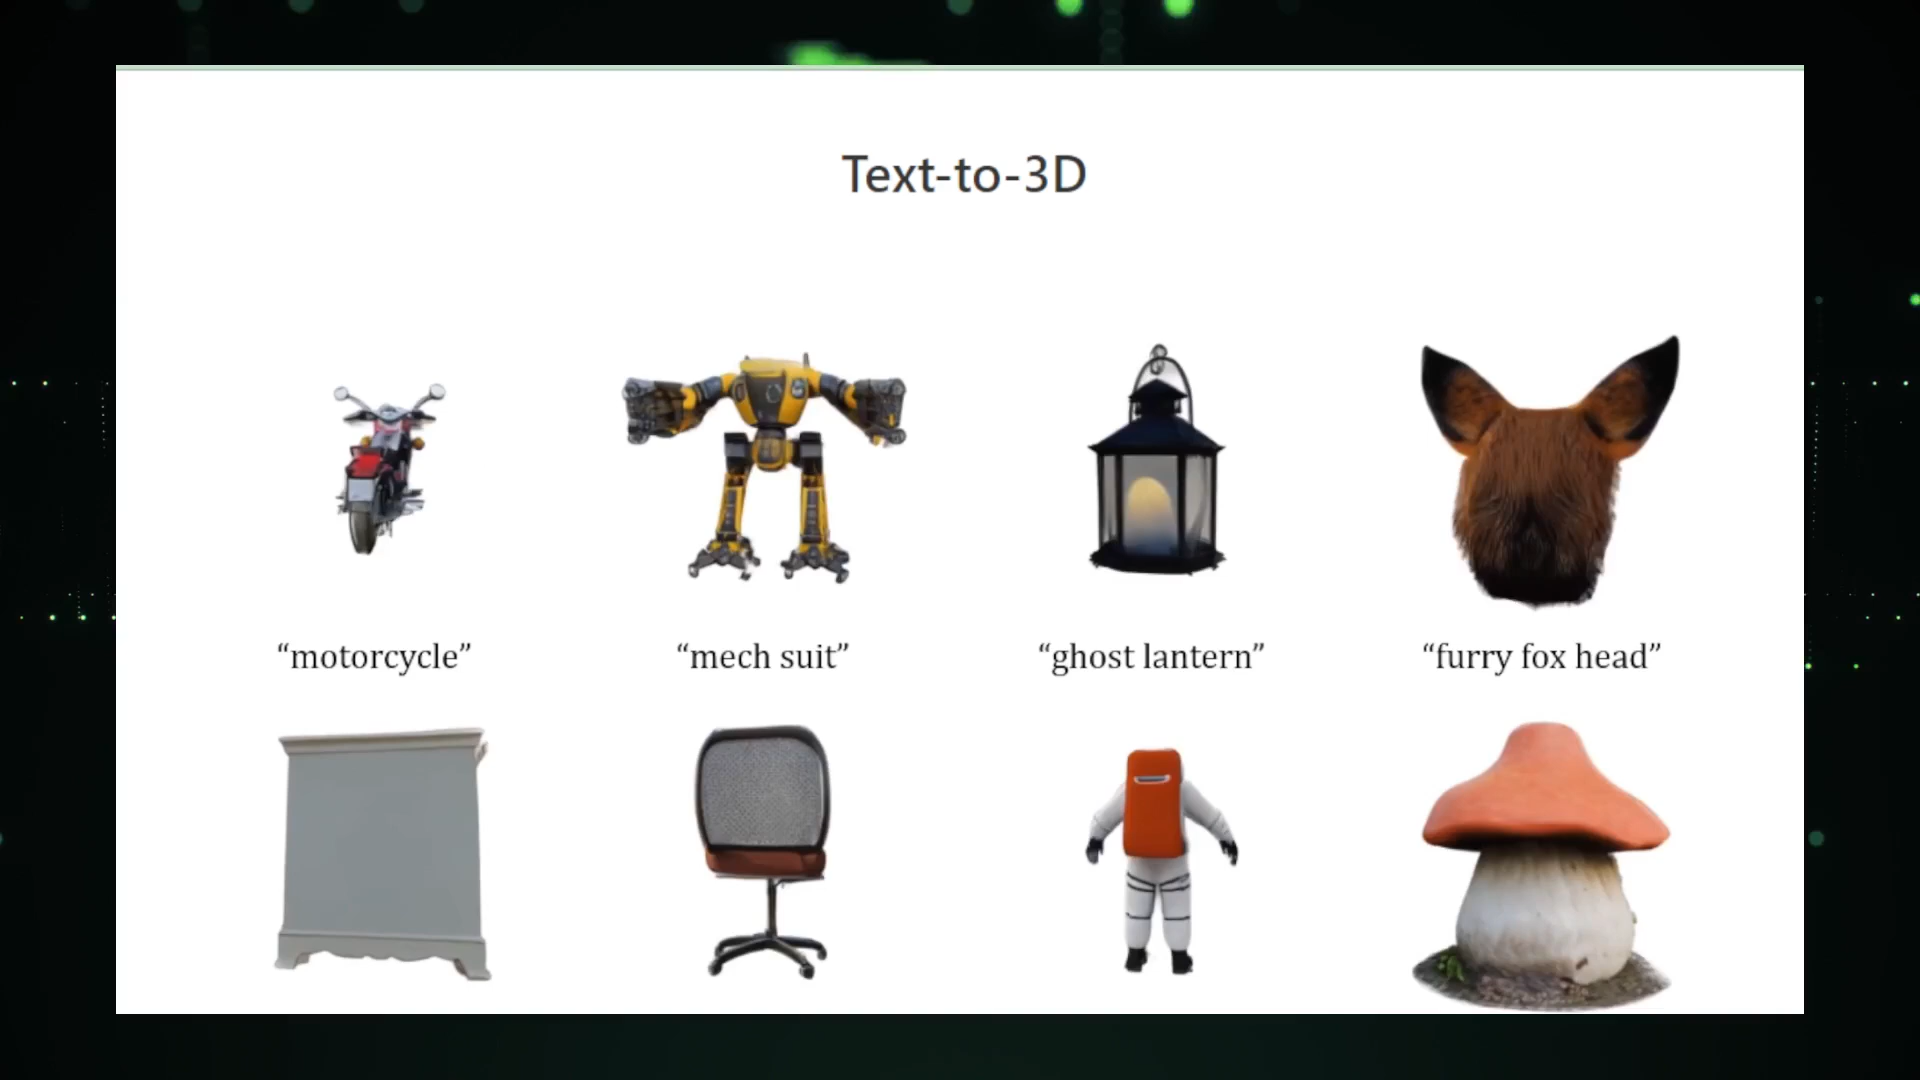 Text-to-3D
“motorcycle”
“mech suit”
“ghost lantern”
“furry fox head”